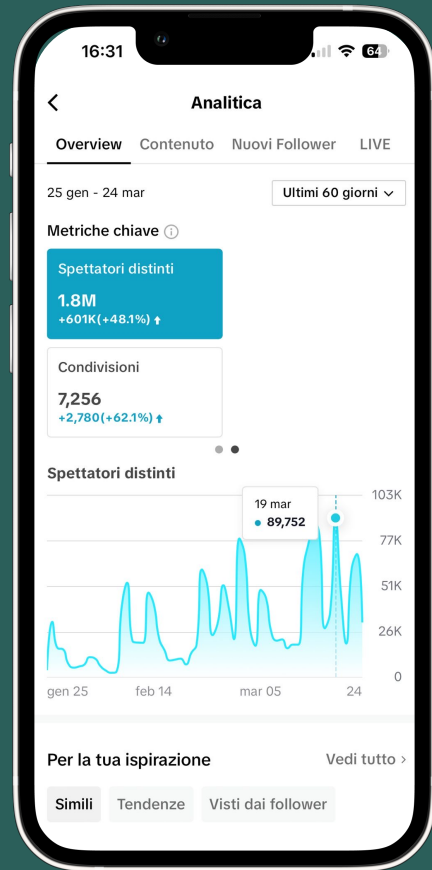 16:31
64
Analitica
Overview Contenuto Nuovi Follower LIVE
25 gen - 24 mar
Ultimi 60 giorni
Metriche chiave
Spettatori distinti
1.8M
+601K(+48.1%)
Condivisioni
7,256
+2,780(+62.1%)
Spettatori distinti
103K
19 mar
89,752
77K
51K
26K
0
gen 25 feb 14 mar 05 24
Per la tua ispirazione Vedi tutto
Simili Tendenze Visti dai follower